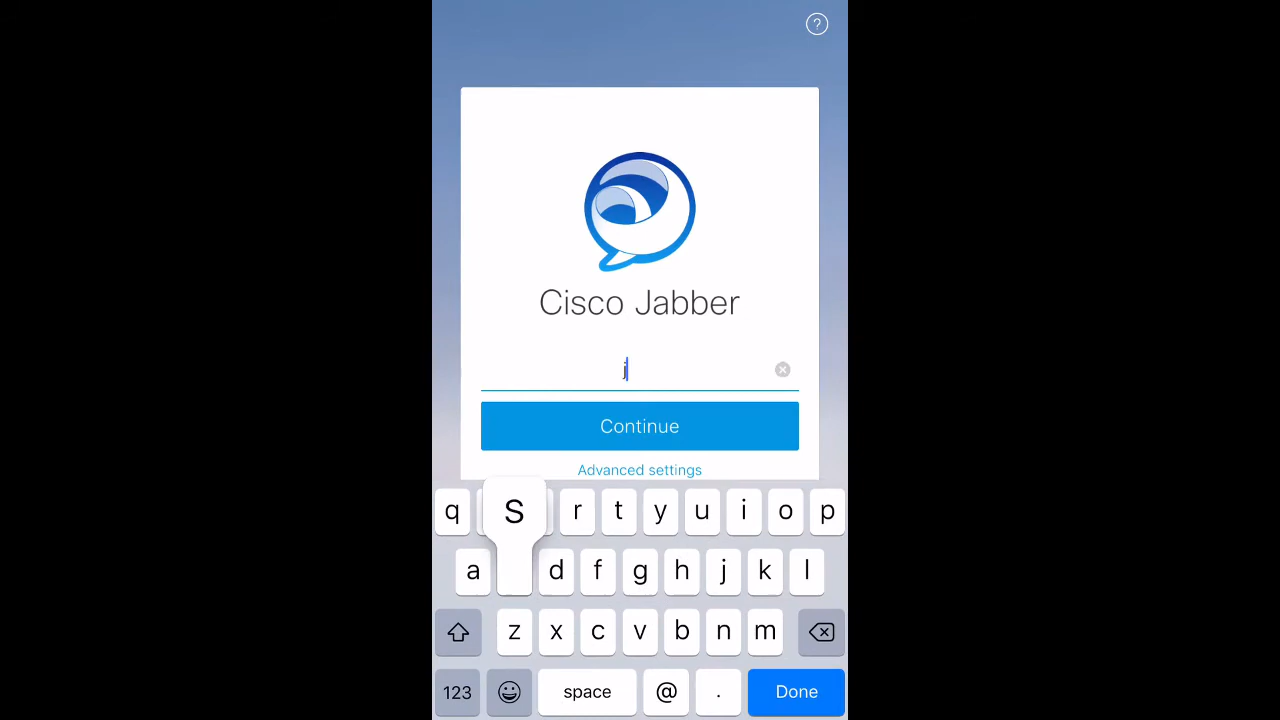 ?
Cisco Jabber
j
Continue
Advanced settings
q S r t y u i o p
a d f g h j k l
z x c v b n m
123 space @ . Done